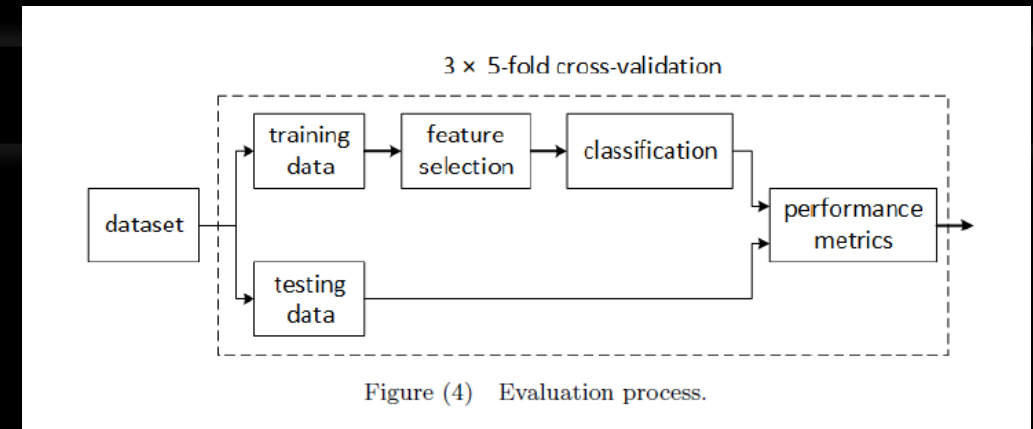 3 × 5-fold cross-validation
training
data
feature
selection
classification
dataset
performance
metrics
testing
data
Figure (4) Evaluation process.